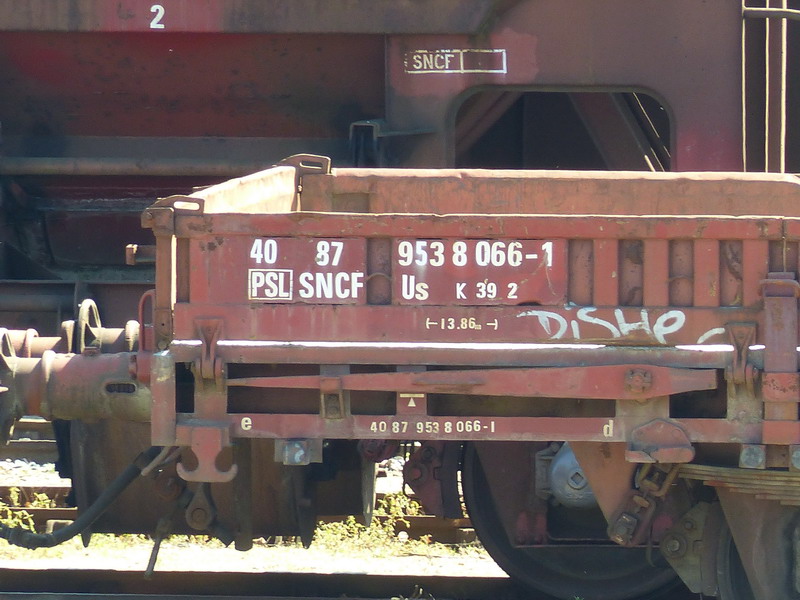 2
SNCF
40 87 953 8 066-1
PSL SNCF Us K 39 2
13.86m
DiSHe
e 40 87 953 8 066-1 d